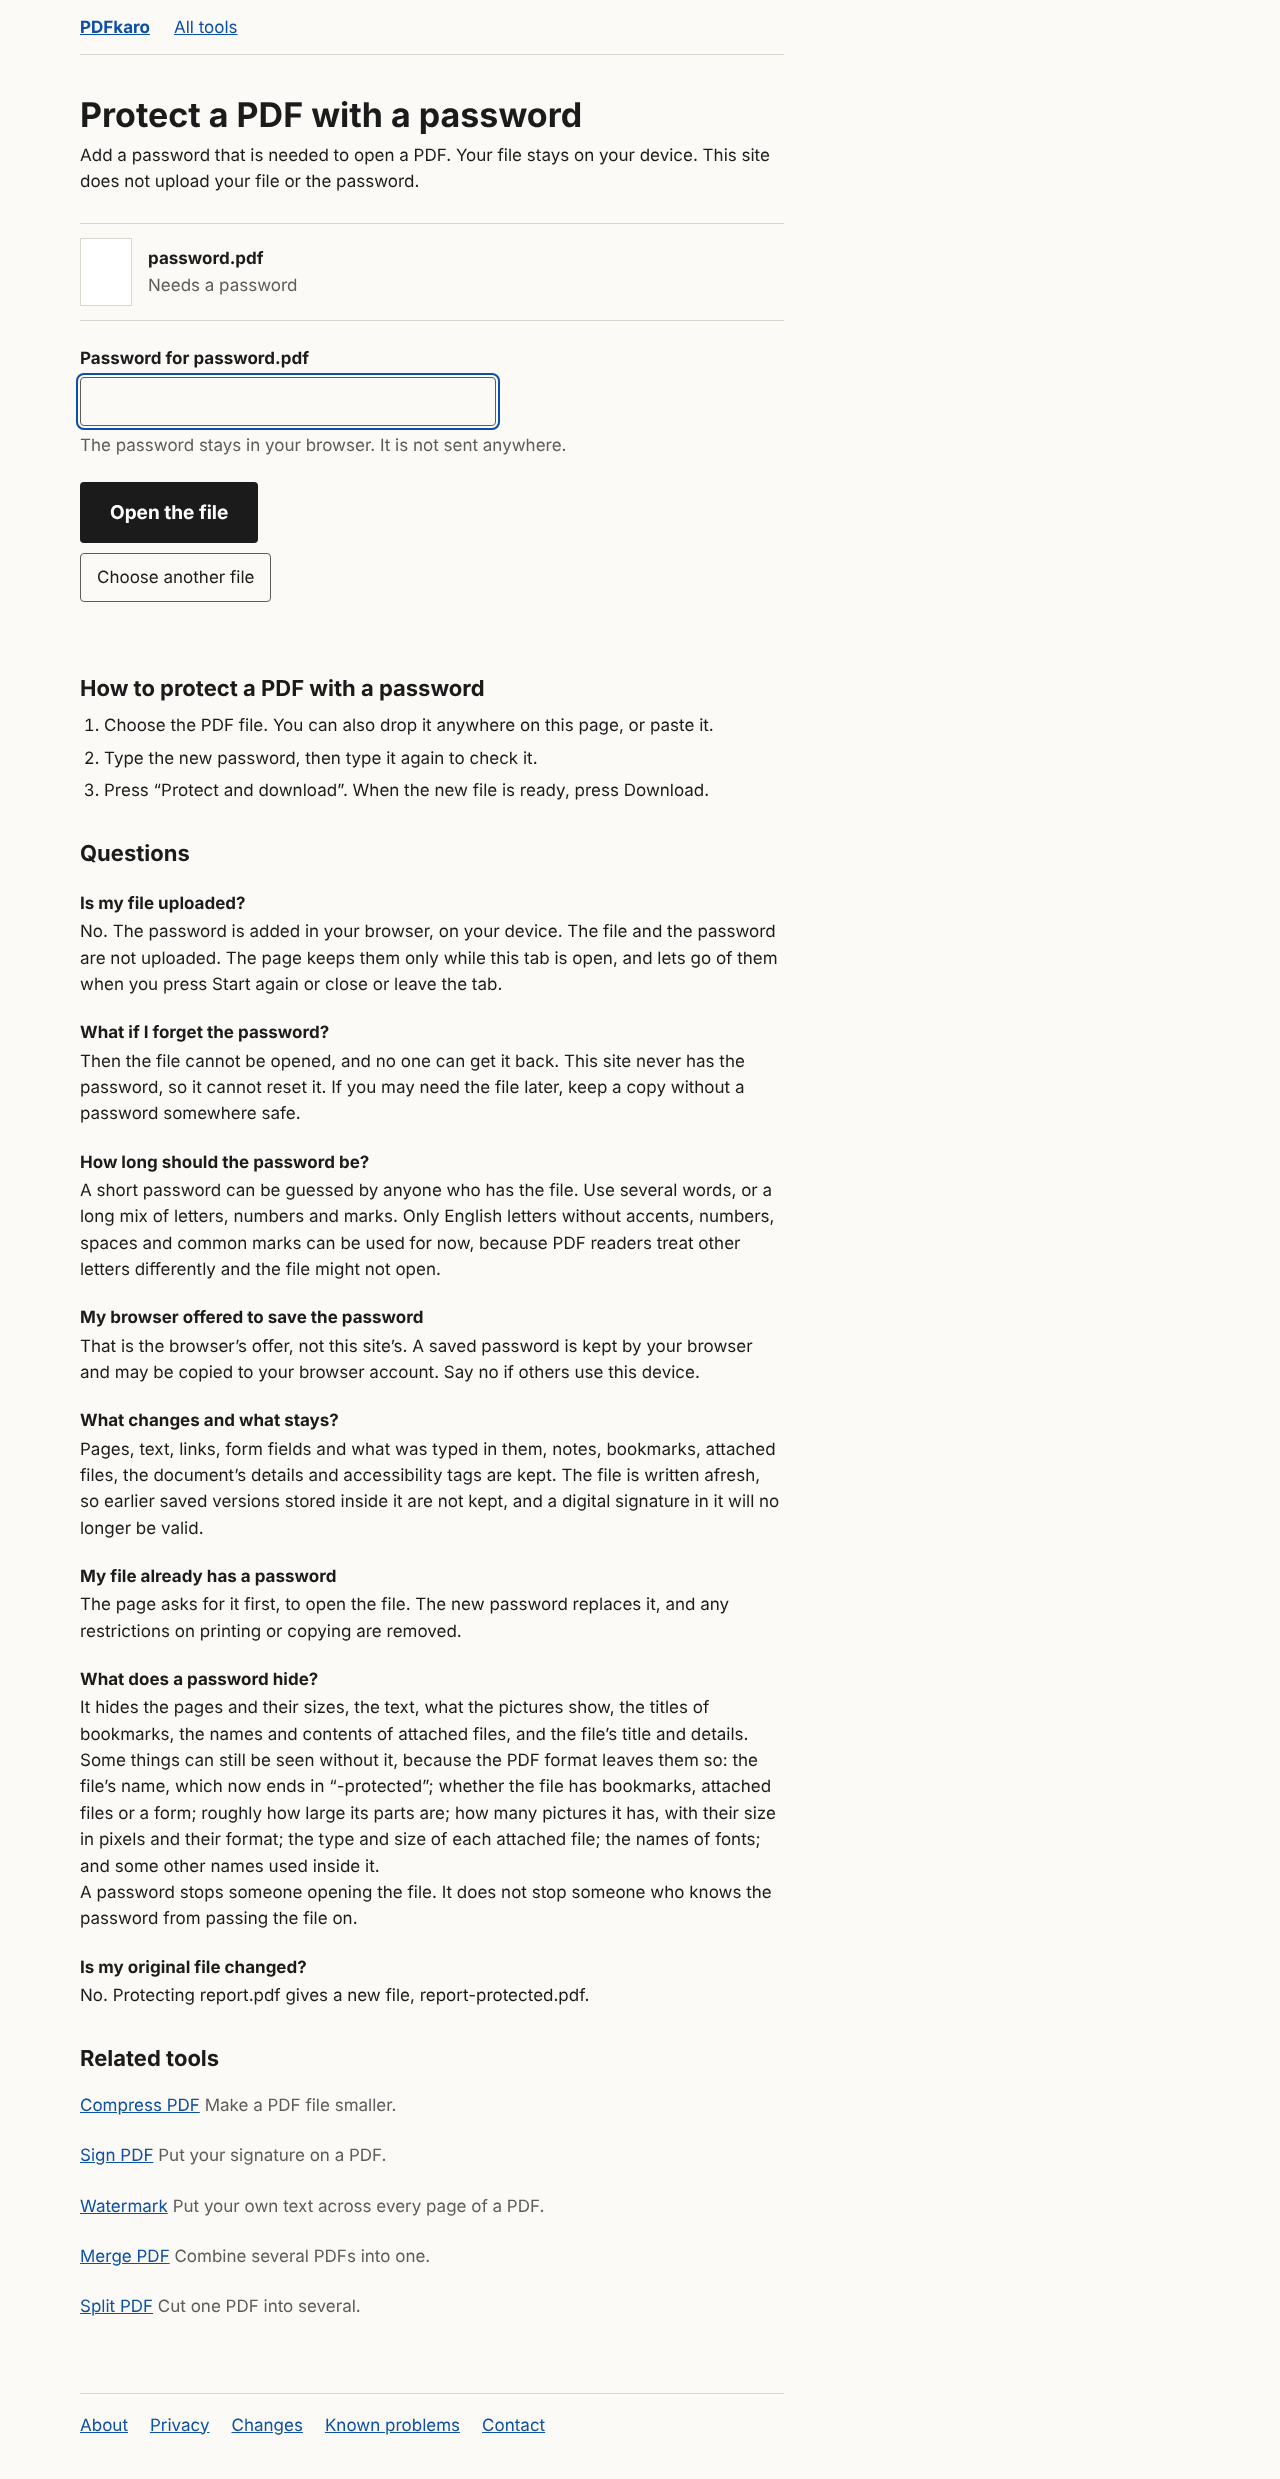 PDFkaro All tools
Protect a PDF with a password
Add a password that is needed to open a PDF. Your file stays on your device. This site
does not upload your file or the password.
password.pdf
Needs a password
Password for password.pdf
The password stays in your browser. It is not sent anywhere.
Open the file
Choose another file
How to protect a PDF with a password
1. Choose the PDF file. You can also drop it anywhere on this page, or paste it.
2. Type the new password, then type it again to check it.
3. Press “Protect and download”. When the new file is ready, press Download.
Questions
Is my file uploaded?
No. The password is added in your browser, on your device. The file and the password
are not uploaded. The page keeps them only while this tab is open, and lets go of them
when you press Start again or close or leave the tab.
What if I forget the password?
Then the file cannot be opened, and no one can get it back. This site never has the
password, so it cannot reset it. If you may need the file later, keep a copy without a
password somewhere safe.
How long should the password be?
A short password can be guessed by anyone who has the file. Use several words, or a
long mix of letters, numbers and marks. Only English letters without accents, numbers,
spaces and common marks can be used for now, because PDF readers treat other
letters differently and the file might not open.
My browser offered to save the password
That is the browser’s offer, not this site’s. A saved password is kept by your browser
and may be copied to your browser account. Say no if others use this device.
What changes and what stays?
Pages, text, links, form fields and what was typed in them, notes, bookmarks, attached
files, the document’s details and accessibility tags are kept. The file is written afresh,
so earlier saved versions stored inside it are not kept, and a digital signature in it will no
longer be valid.
My file already has a password
The page asks for it first, to open the file. The new password replaces it, and any
restrictions on printing or copying are removed.
What does a password hide?
It hides the pages and their sizes, the text, what the pictures show, the titles of
bookmarks, the names and contents of attached files, and the file’s title and details.
Some things can still be seen without it, because the PDF format leaves them so: the
file’s name, which now ends in “-protected”; whether the file has bookmarks, attached
files or a form; roughly how large its parts are; how many pictures it has, with their size
in pixels and their format; the type and size of each attached file; the names of fonts;
and some other names used inside it.
A password stops someone opening the file. It does not stop someone who knows the
password from passing the file on.
Is my original file changed?
No. Protecting report.pdf gives a new file, report-protected.pdf.
Related tools
Compress PDF Make a PDF file smaller.
Sign PDF Put your signature on a PDF.
Watermark Put your own text across every page of a PDF.
Merge PDF Combine several PDFs into one.
Split PDF Cut one PDF into several.
About Privacy Changes Known problems Contact